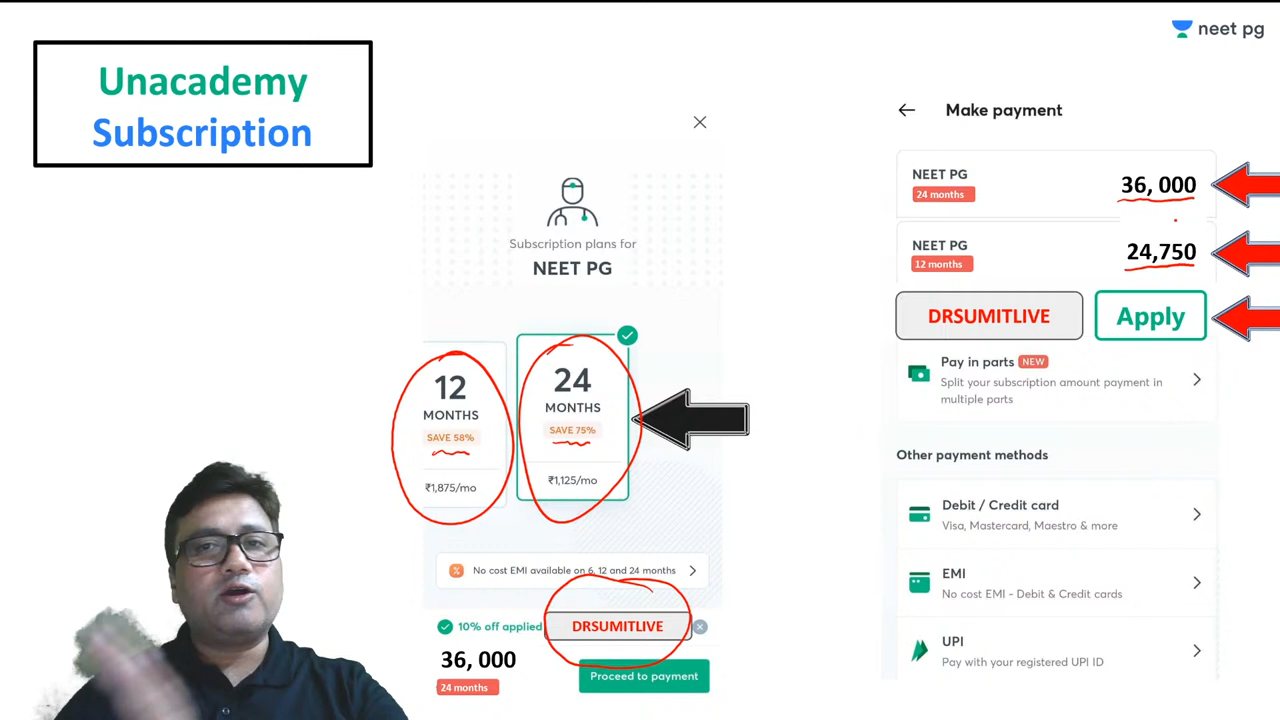 neet pg
Unacademy
Subscription
Subscription plans for
NEET PG
12
MONTHS
SAVE 58%
₹1,875/mo
24
MONTHS
SAVE 75%
₹1,125/mo
No cost EMI available on 6, 12 and 24 months
10% off applied
DRSUMITLIVE
36, 000
24 months
Proceed to payment
Make payment
NEET PG
24 months
36, 000
NEET PG
12 months
24,750
DRSUMITLIVE
Apply
Pay in parts NEW
Split your subscription amount payment in
multiple parts
Other payment methods
Debit / Credit card
Visa, Mastercard, Maestro & more
EMI
No cost EMI - Debit & Credit cards
UPI
Pay with your registered UPI ID